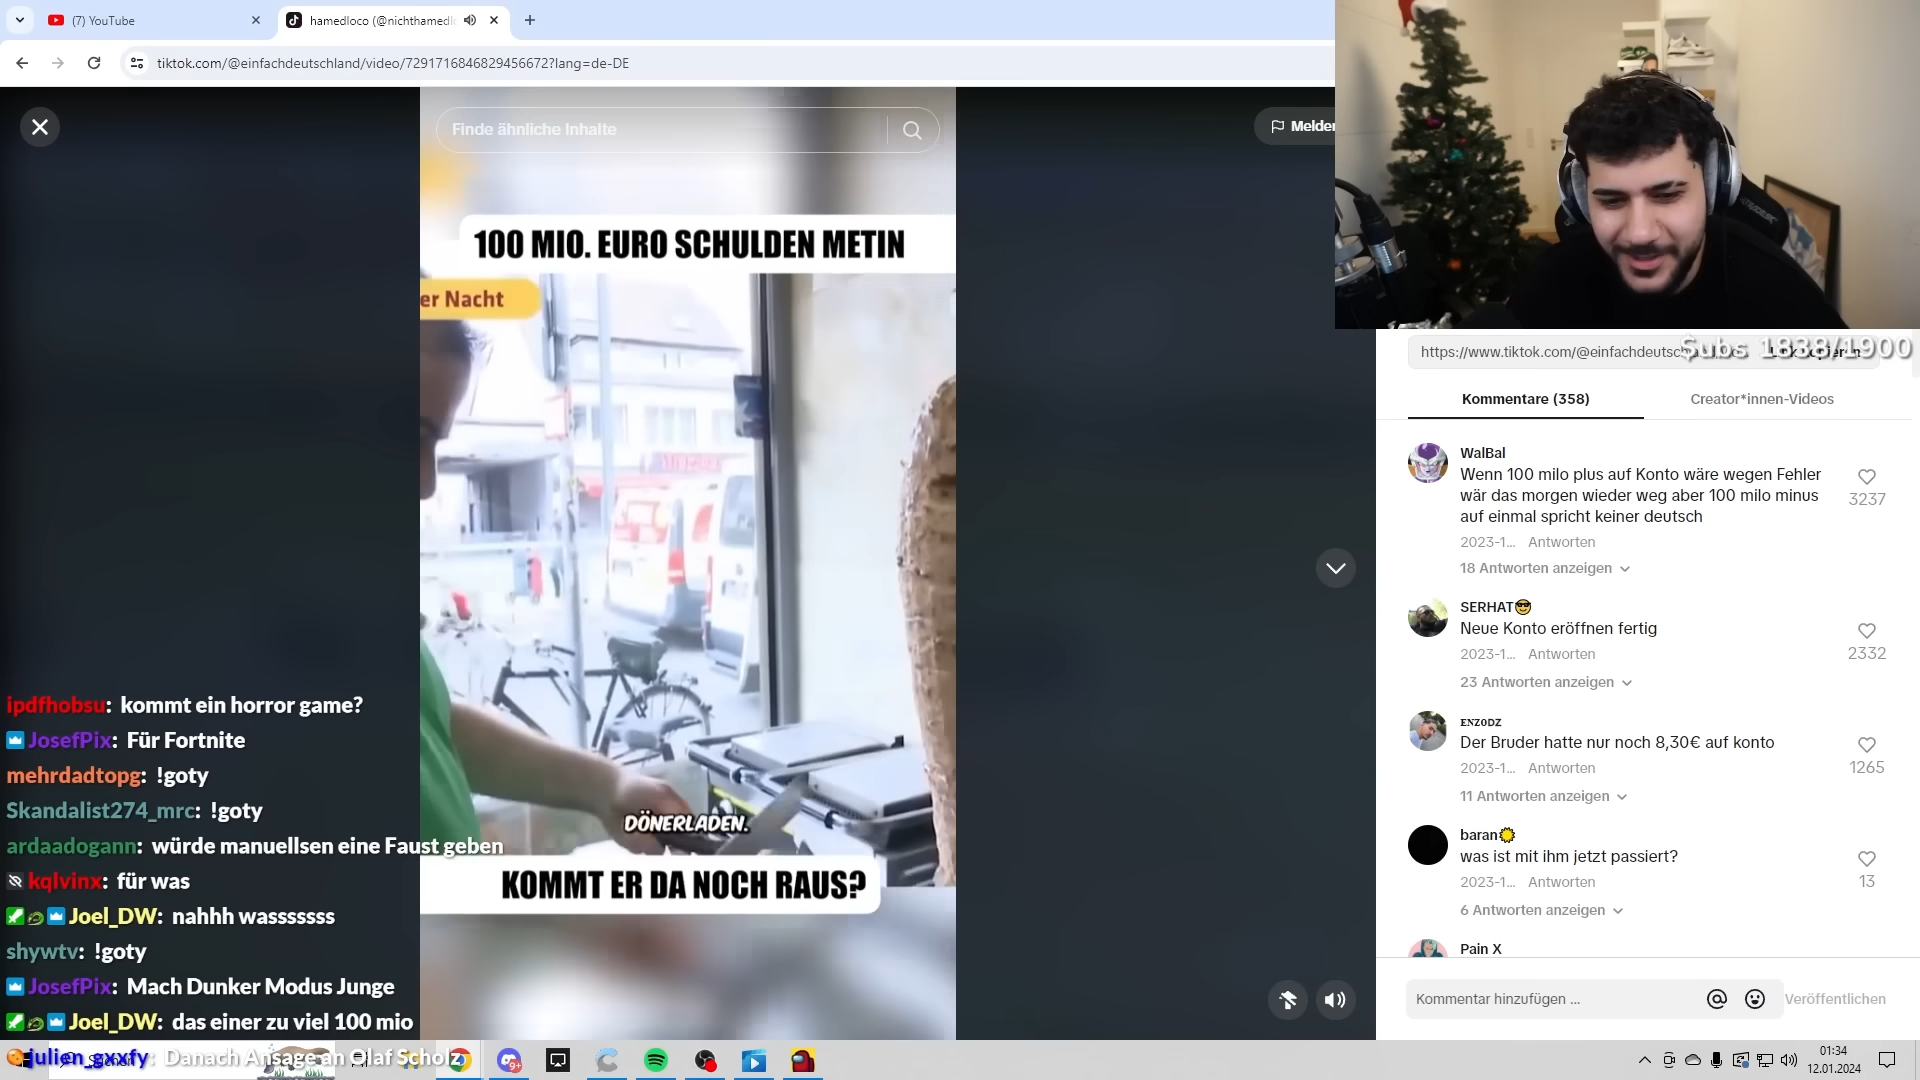 (7) YouTube
hamedloco (@nichthamedlo
tiktok.com/@einfachdeutschland/video/7291716846829456672?lang=de-DE
Finde ähnliche Inhalte
Melden
100 MIO. EURO SCHULDEN METIN
er Nacht
DÖNERLADEN.
KOMMT ER DA NOCH RAUS?
ipdfhobsu: kommt ein horror game?
JosefPix: Für Fortnite
mehrdadtopg: !goty
Skandalist274_mrc: !goty
ardaadogann: würde manuellsen eine Faust geben
kqlvinx: für was
Joel_DW: nahhh wasssssss
shywtv: !goty
JosefPix: Mach Dunker Modus Junge
Joel_DW: das einer zu viel 100 mio
julien_gxxfy: Danach Ansage an Olaf Scholz
Subs 1838/1900
https://www.tiktok.com/@einfachdeutsch
Kommentare (358)
Creator*innen-Videos
WalBal
Wenn 100 milo plus auf Konto wäre wegen Fehler
wär das morgen wieder weg aber 100 milo minus
auf einmal spricht keiner deutsch
3237
2023-1... Antworten
18 Antworten anzeigen
SERHAT😎
Neue Konto eröffnen fertig
2332
2023-1... Antworten
23 Antworten anzeigen
ᴇɴᴢᴏᴅᴢ
Der Bruder hatte nur noch 8,30€ auf konto
1265
2023-1... Antworten
11 Antworten anzeigen
baran
was ist mit ihm jetzt passiert?
13
2023-1... Antworten
6 Antworten anzeigen
Pain X
Kommentar hinzufügen ...
Veröffentlichen
9+
01:34
12.01.2024